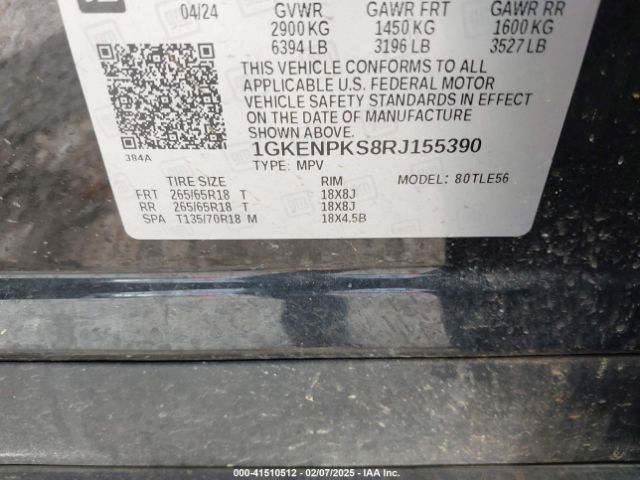 04/24 GVWR GAWR FRT GAWR RR
2900 KG 1450 KG 1600 KG
6394 LB 3196 LB 3527 LB
THIS VEHICLE CONFORMS TO ALL
APPLICABLE U.S. FEDERAL MOTOR
VEHICLE SAFETY STANDARDS IN EFFECT
ON THE DATE OF MANUFACTURE
SHOWN ABOVE.
384A
1GKENPKS8RJ155390
TYPE: MPV
TIRE SIZE RIM MODEL: 80TLE56
FRT 265/65R18 T 18X8J
RR 265/65R18 T 18X8J
SPA T135/70R18 M 18X4.5B
000-41510512 — 02/07/2025 — IAA Inc.